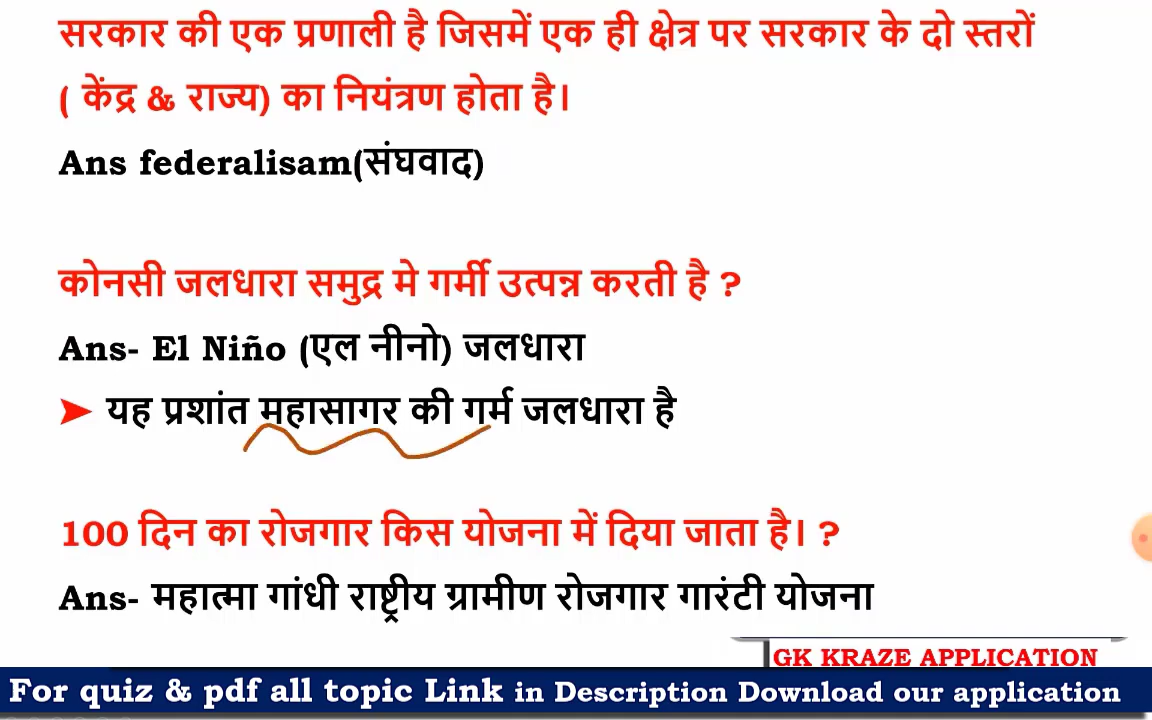 सरकार की एक प्रणाली है जिसमें एक ही क्षेत्र पर सरकार के दो स्तरों
( केंद्र & राज्य) का नियंत्रण होता है।
Ans federalisam(संघवाद)
कोनसी जलधारा समुद्र मे गर्मी उत्पन्न करती है ?
Ans- El Niño (एल नीनो) जलधारा
➤ यह प्रशांत महासागर की गर्म जलधारा है
100 दिन का रोजगार किस योजना में दिया जाता है। ?
Ans- महात्मा गांधी राष्ट्रीय ग्रामीण रोजगार गारंटी योजना
GK KRAZE APPLICATION
For quiz & pdf all topic Link in Description Download our application